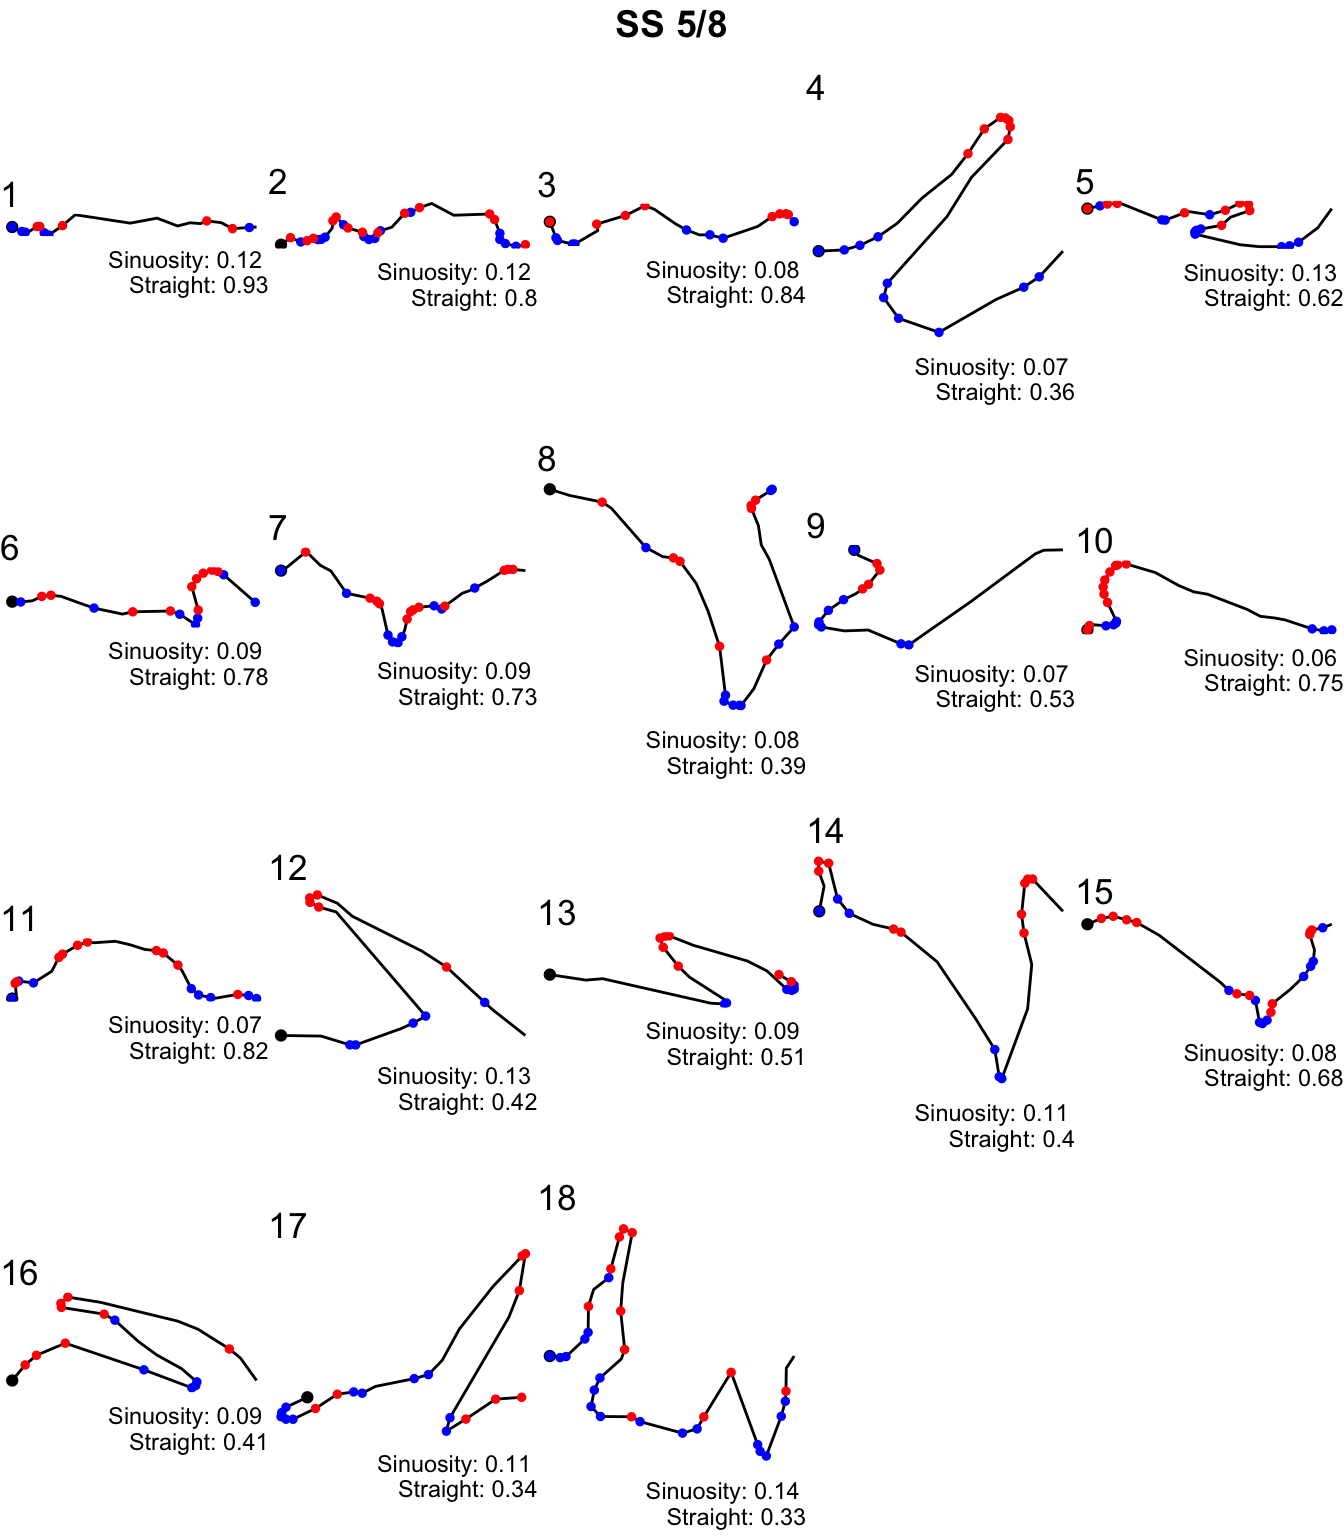 SS 5/8
1
Sinuosity: 0.12
Straight: 0.93
2
Sinuosity: 0.12
Straight: 0.8
3
Sinuosity: 0.08
Straight: 0.84
4
Sinuosity: 0.07
Straight: 0.36
5
Sinuosity: 0.13
Straight: 0.62
6
Sinuosity: 0.09
Straight: 0.78
7
Sinuosity: 0.09
Straight: 0.73
8
Sinuosity: 0.08
Straight: 0.39
9
Sinuosity: 0.07
Straight: 0.53
10
Sinuosity: 0.06
Straight: 0.75
11
Sinuosity: 0.07
Straight: 0.82
12
Sinuosity: 0.13
Straight: 0.42
13
Sinuosity: 0.09
Straight: 0.51
14
Sinuosity: 0.11
Straight: 0.4
15
Sinuosity: 0.08
Straight: 0.68
16
Sinuosity: 0.09
Straight: 0.41
17
Sinuosity: 0.11
Straight: 0.34
18
Sinuosity: 0.14
Straight: 0.33